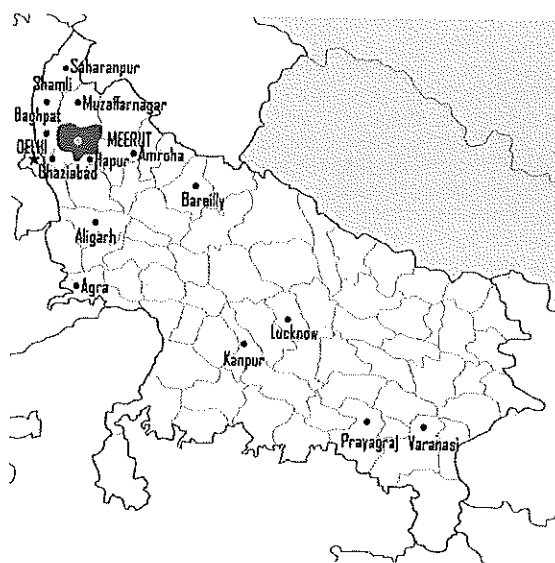 Saharanpur
Shamli
Muzaffarnagar
Baghpat
DELHI
MEERUT
Amroha
Ghaziabad
Hapur
Bareilly
Aligarh
Agra
Lucknow
Kanpur
Prayagraj
Varanasi